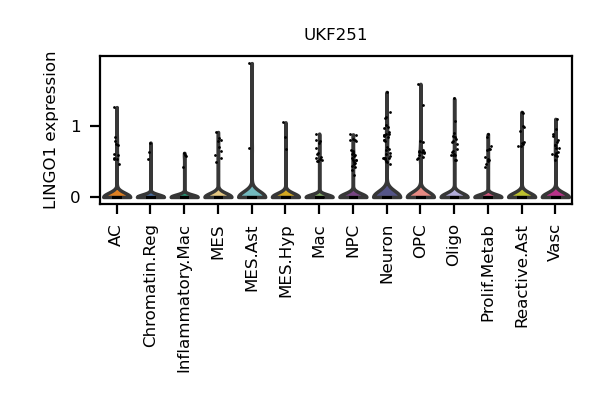 UKF251
LINGO1 expression
1
0
AC
Chromatin.Reg
Inflammatory.Mac
MES
MES.Ast
MES.Hyp
Mac
NPC
Neuron
OPC
Oligo
Prolif.Metab
Reactive.Ast
Vasc